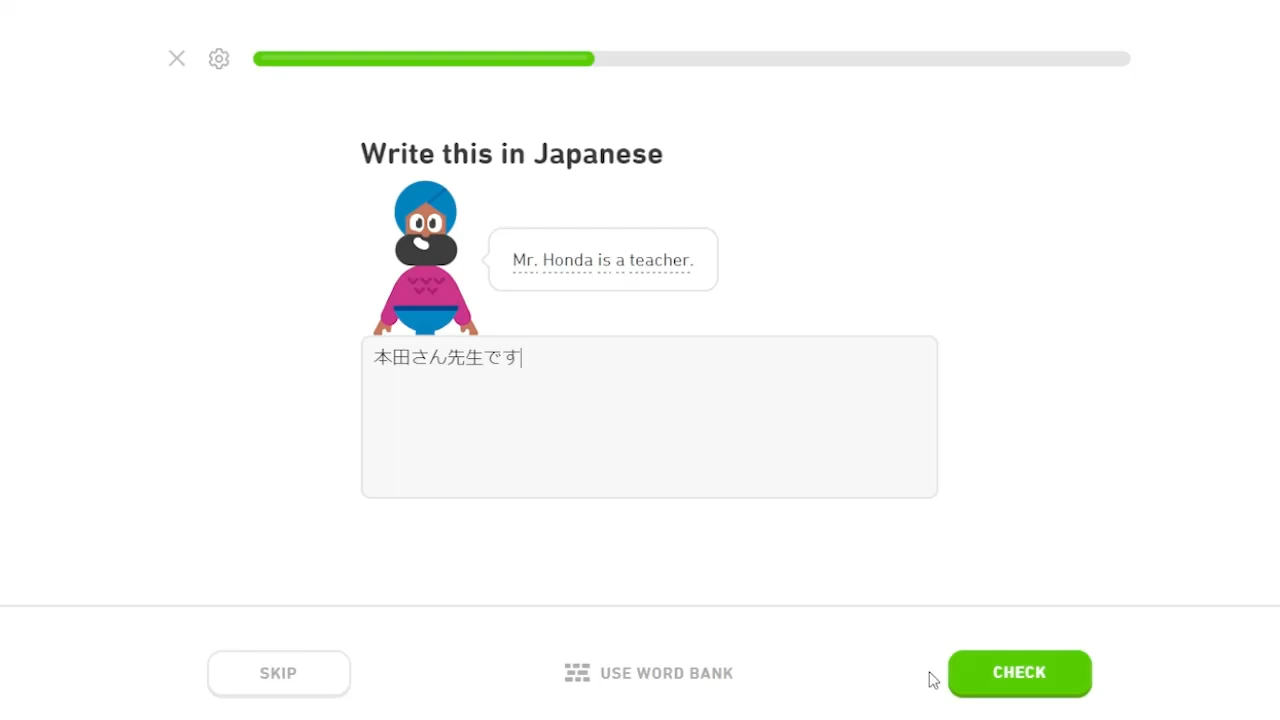 Write this in Japanese
Mr. Honda is a teacher.
本田さん先生です
SKIP
USE WORD BANK
CHECK